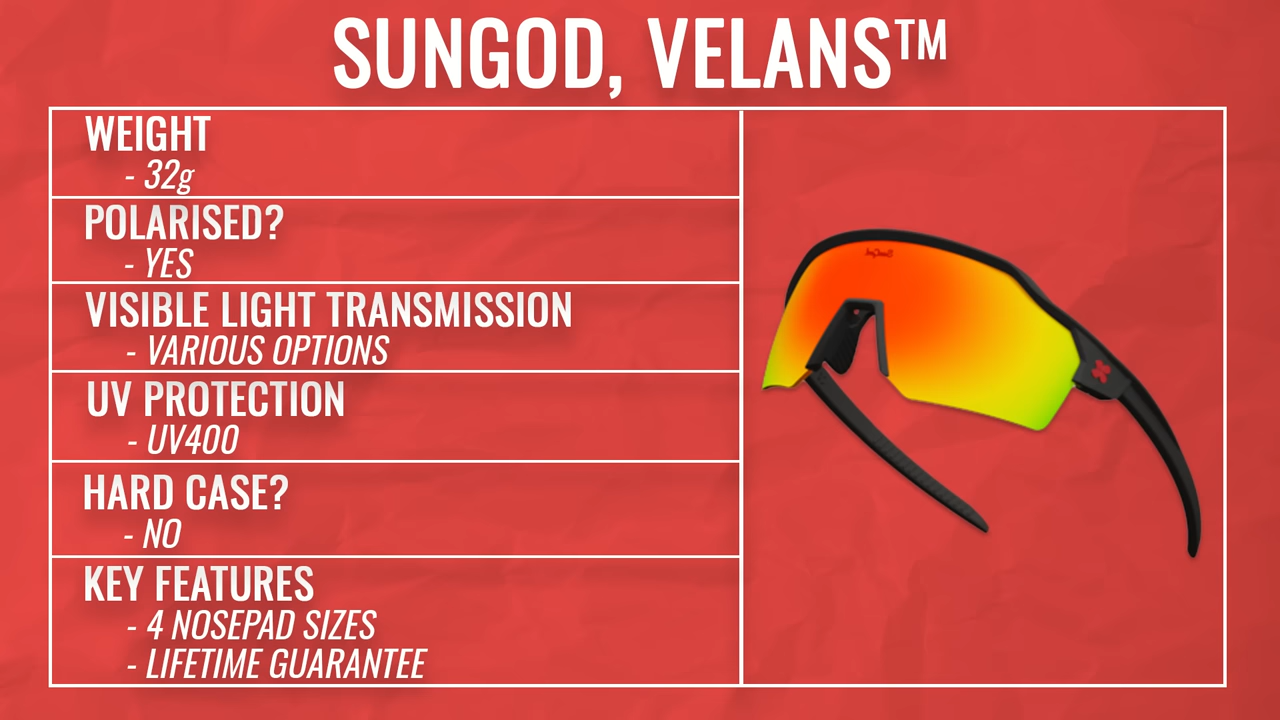 SUNGOD, VELANS™
WEIGHT
- 32g
POLARISED?
- YES
VISIBLE LIGHT TRANSMISSION
- VARIOUS OPTIONS
UV PROTECTION
- UV400
HARD CASE?
- NO
KEY FEATURES
- 4 NOSEPAD SIZES
- LIFETIME GUARANTEE
SunGod